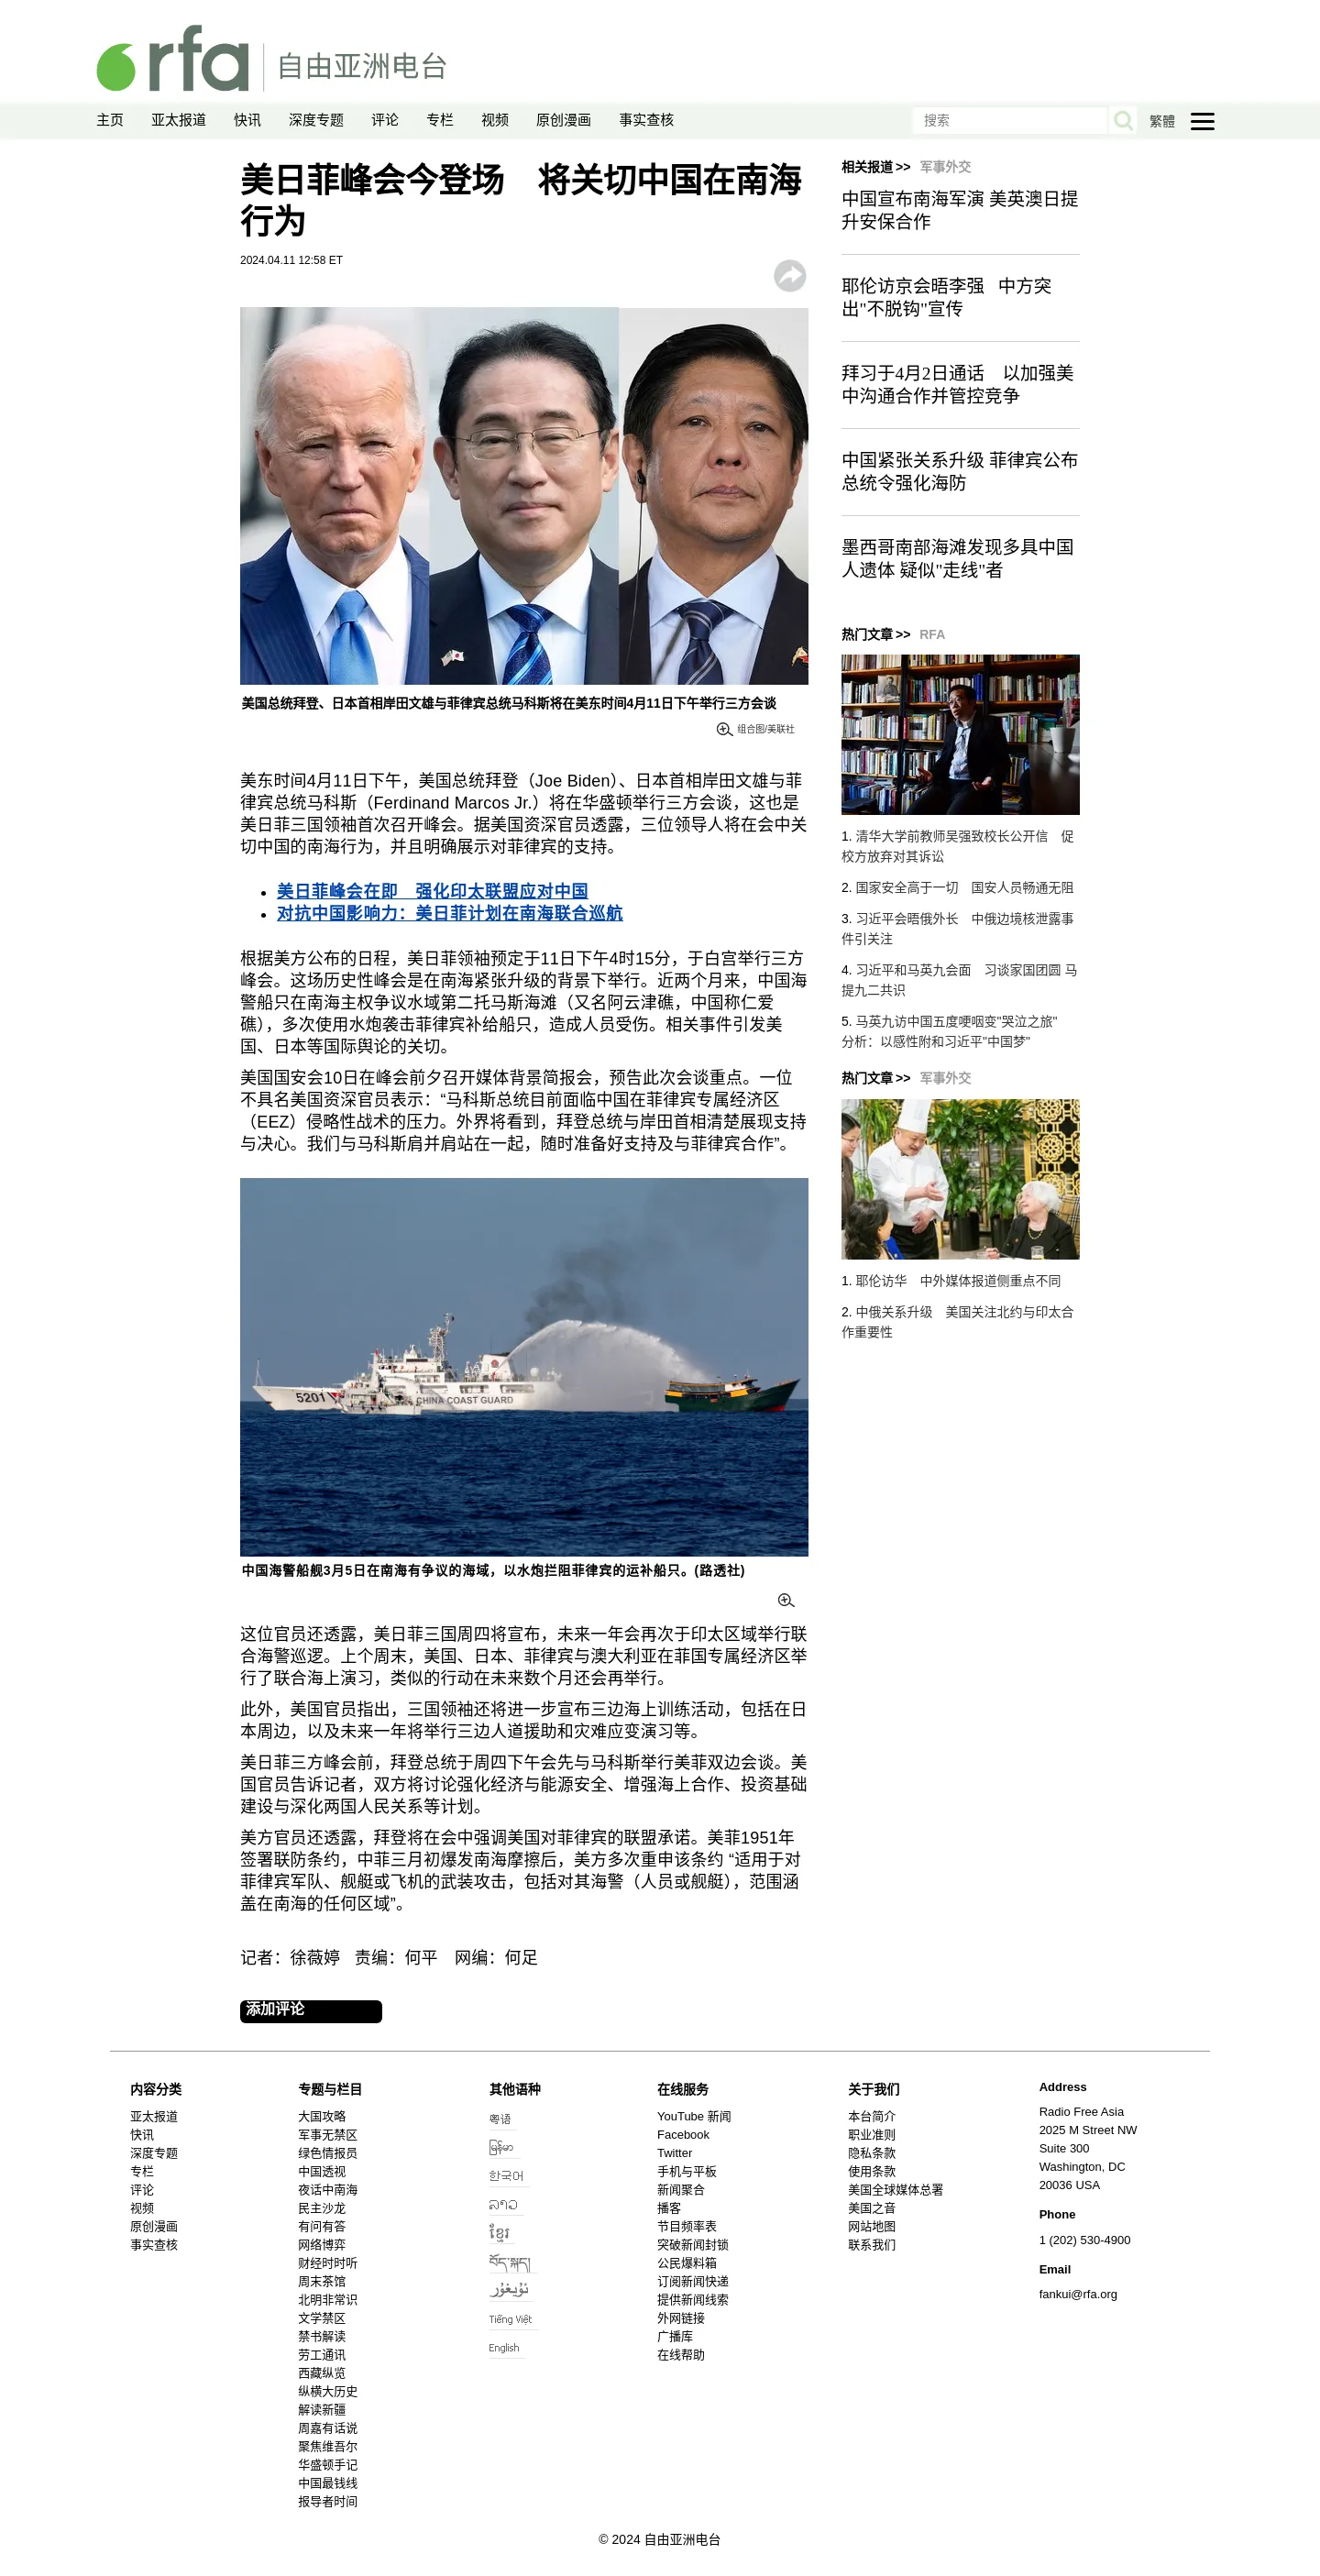 rfa 自由亚洲电台
主页 亚太报道 快讯 深度专题 评论 专栏 视频 原创漫画 事实查核 搜索 繁體
美日菲峰会今登场　将关切中国在南海
行为
2024.04.11 12:58 ET
美国总统拜登、日本首相岸田文雄与菲律宾总统马科斯将在美东时间4月11日下午举行三方会谈
组合图/美联社
美东时间4月11日下午，美国总统拜登（Joe Biden）、日本首相岸田文雄与菲
律宾总统马科斯（Ferdinand Marcos Jr.）将在华盛顿举行三方会谈，这也是
美日菲三国领袖首次召开峰会。据美国资深官员透露，三位领导人将在会中关
切中国的南海行为，并且明确展示对菲律宾的支持。
美日菲峰会在即　强化印太联盟应对中国
对抗中国影响力：美日菲计划在南海联合巡航
根据美方公布的日程，美日菲领袖预定于11日下午4时15分，于白宫举行三方
峰会。这场历史性峰会是在南海紧张升级的背景下举行。近两个月来，中国海
警船只在南海主权争议水域第二托马斯海滩（又名阿云津礁，中国称仁爱
礁），多次使用水炮袭击菲律宾补给船只，造成人员受伤。相关事件引发美
国、日本等国际舆论的关切。
美国国安会10日在峰会前夕召开媒体背景简报会，预告此次会谈重点。一位
不具名美国资深官员表示：“马科斯总统目前面临中国在菲律宾专属经济区
（EEZ）侵略性战术的压力。外界将看到，拜登总统与岸田首相清楚展现支持
与决心。我们与马科斯肩并肩站在一起，随时准备好支持及与菲律宾合作”。
5201
CHINA COAST GUARD
中国海警船舰3月5日在南海有争议的海域，以水炮拦阻菲律宾的运补船只。(路透社)
这位官员还透露，美日菲三国周四将宣布，未来一年会再次于印太区域举行联
合海警巡逻。上个周末，美国、日本、菲律宾与澳大利亚在菲国专属经济区举
行了联合海上演习，类似的行动在未来数个月还会再举行。
此外，美国官员指出，三国领袖还将进一步宣布三边海上训练活动，包括在日
本周边，以及未来一年将举行三边人道援助和灾难应变演习等。
美日菲三方峰会前，拜登总统于周四下午会先与马科斯举行美菲双边会谈。美
国官员告诉记者，双方将讨论强化经济与能源安全、增强海上合作、投资基础
建设与深化两国人民关系等计划。
美方官员还透露，拜登将在会中强调美国对菲律宾的联盟承诺。美菲1951年
签署联防条约，中菲三月初爆发南海摩擦后，美方多次重申该条约 “适用于对
菲律宾军队、舰艇或飞机的武装攻击，包括对其海警（人员或舰艇），范围涵
盖在南海的任何区域”。
记者：徐薇婷　责编：何平　网编：何足
添加评论
相关报道 >> 军事外交
中国宣布南海军演 美英澳日提
升安保合作
耶伦访京会晤李强　中方突
出"不脱钩"宣传
拜习于4月2日通话　以加强美
中沟通合作并管控竞争
中国紧张关系升级 菲律宾公布
总统令强化海防
墨西哥南部海滩发现多具中国
人遗体 疑似"走线"者
热门文章 >> RFA
1. 清华大学前教师吴强致校长公开信　促
校方放弃对其诉讼
2. 国家安全高于一切　国安人员畅通无阻
3. 习近平会晤俄外长　中俄边境核泄露事
件引关注
4. 习近平和马英九会面　习谈家国团圆 马
提九二共识
5. 马英九访中国五度哽咽变"哭泣之旅"
分析：以感性附和习近平"中国梦"
热门文章 >> 军事外交
1. 耶伦访华　中外媒体报道侧重点不同
2. 中俄关系升级　美国关注北约与印太合
作重要性
内容分类
亚太报道
快讯
深度专题
专栏
评论
视频
原创漫画
事实查核
专题与栏目
大国攻略
军事无禁区
绿色情报员
中国透视
夜话中南海
民主沙龙
有问有答
网络博弈
财经时时听
周末茶馆
北明非常识
文学禁区
禁书解读
劳工通讯
西藏纵览
纵横大历史
解读新疆
周嘉有话说
聚焦维吾尔
华盛顿手记
中国最钱线
报导者时间
其他语种
粤语
မြန်မာ
한국어
ລາວ
ខ្មែរ
བོད་སྐད།
ئۇيغۇر
Tiếng Việt
English
在线服务
YouTube 新闻
Facebook
Twitter
手机与平板
新闻聚合
播客
节目频率表
突破新闻封锁
公民爆料箱
订阅新闻快递
提供新闻线索
外网链接
广播库
在线帮助
关于我们
本台简介
职业准则
隐私条款
使用条款
美国全球媒体总署
美国之音
网站地图
联系我们
Address
Radio Free Asia
2025 M Street NW
Suite 300
Washington, DC
20036 USA
Phone
1 (202) 530-4900
Email
fankui@rfa.org
© 2024 自由亚洲电台